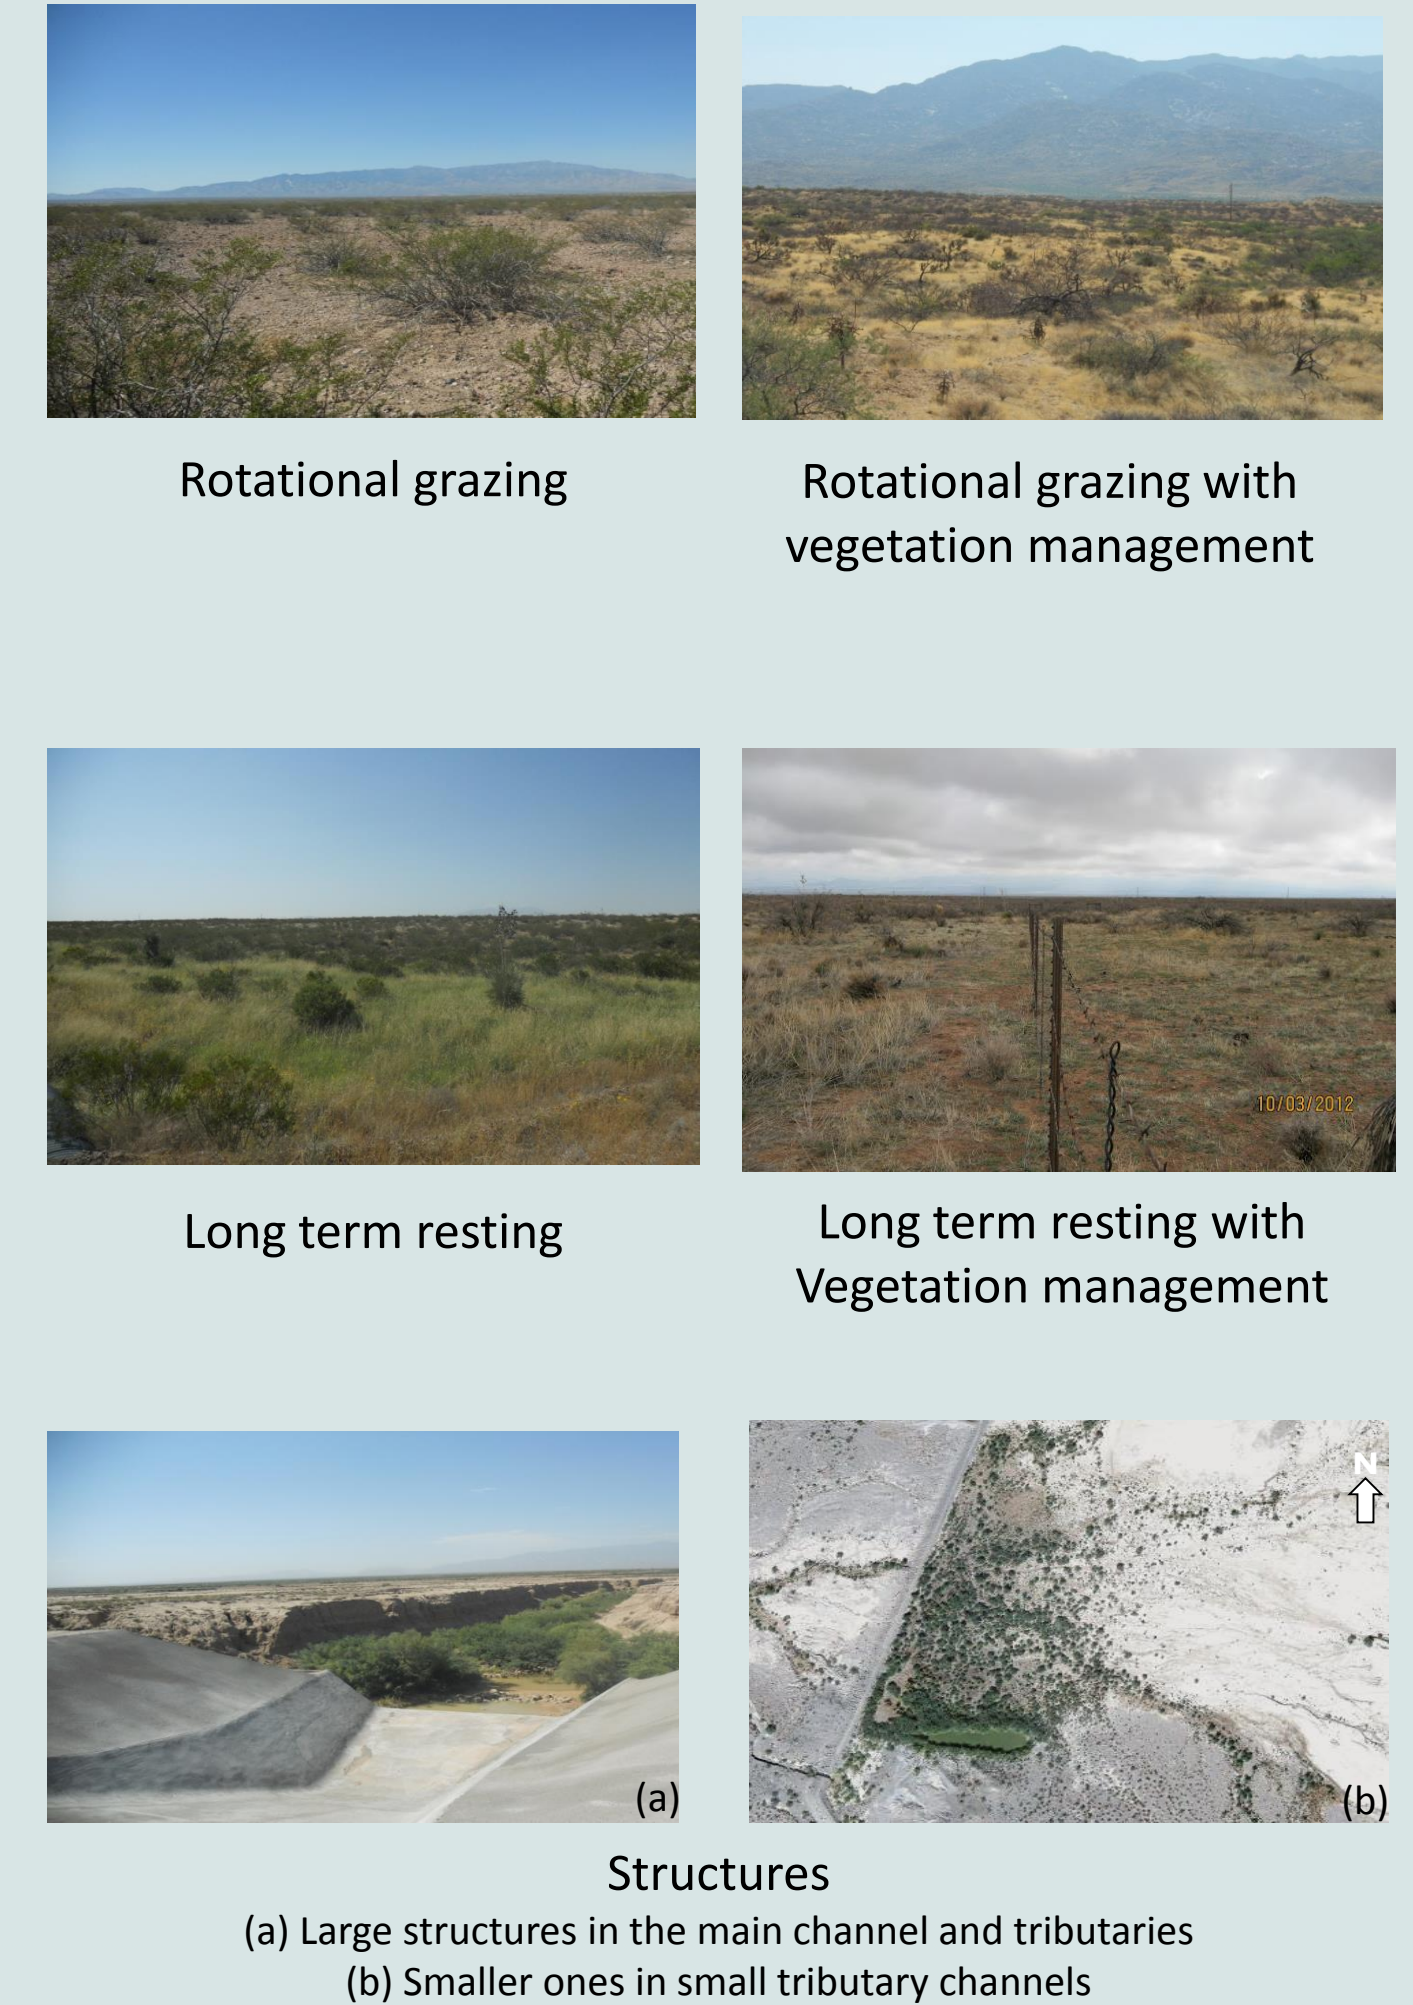 Rotational grazing
Rotational grazing with
vegetation management
Long term resting
10/03/2012
Long term resting with
Vegetation management
N
(a)
(b)
Structures
(a) Large structures in the main channel and tributaries
(b) Smaller ones in small tributary channels